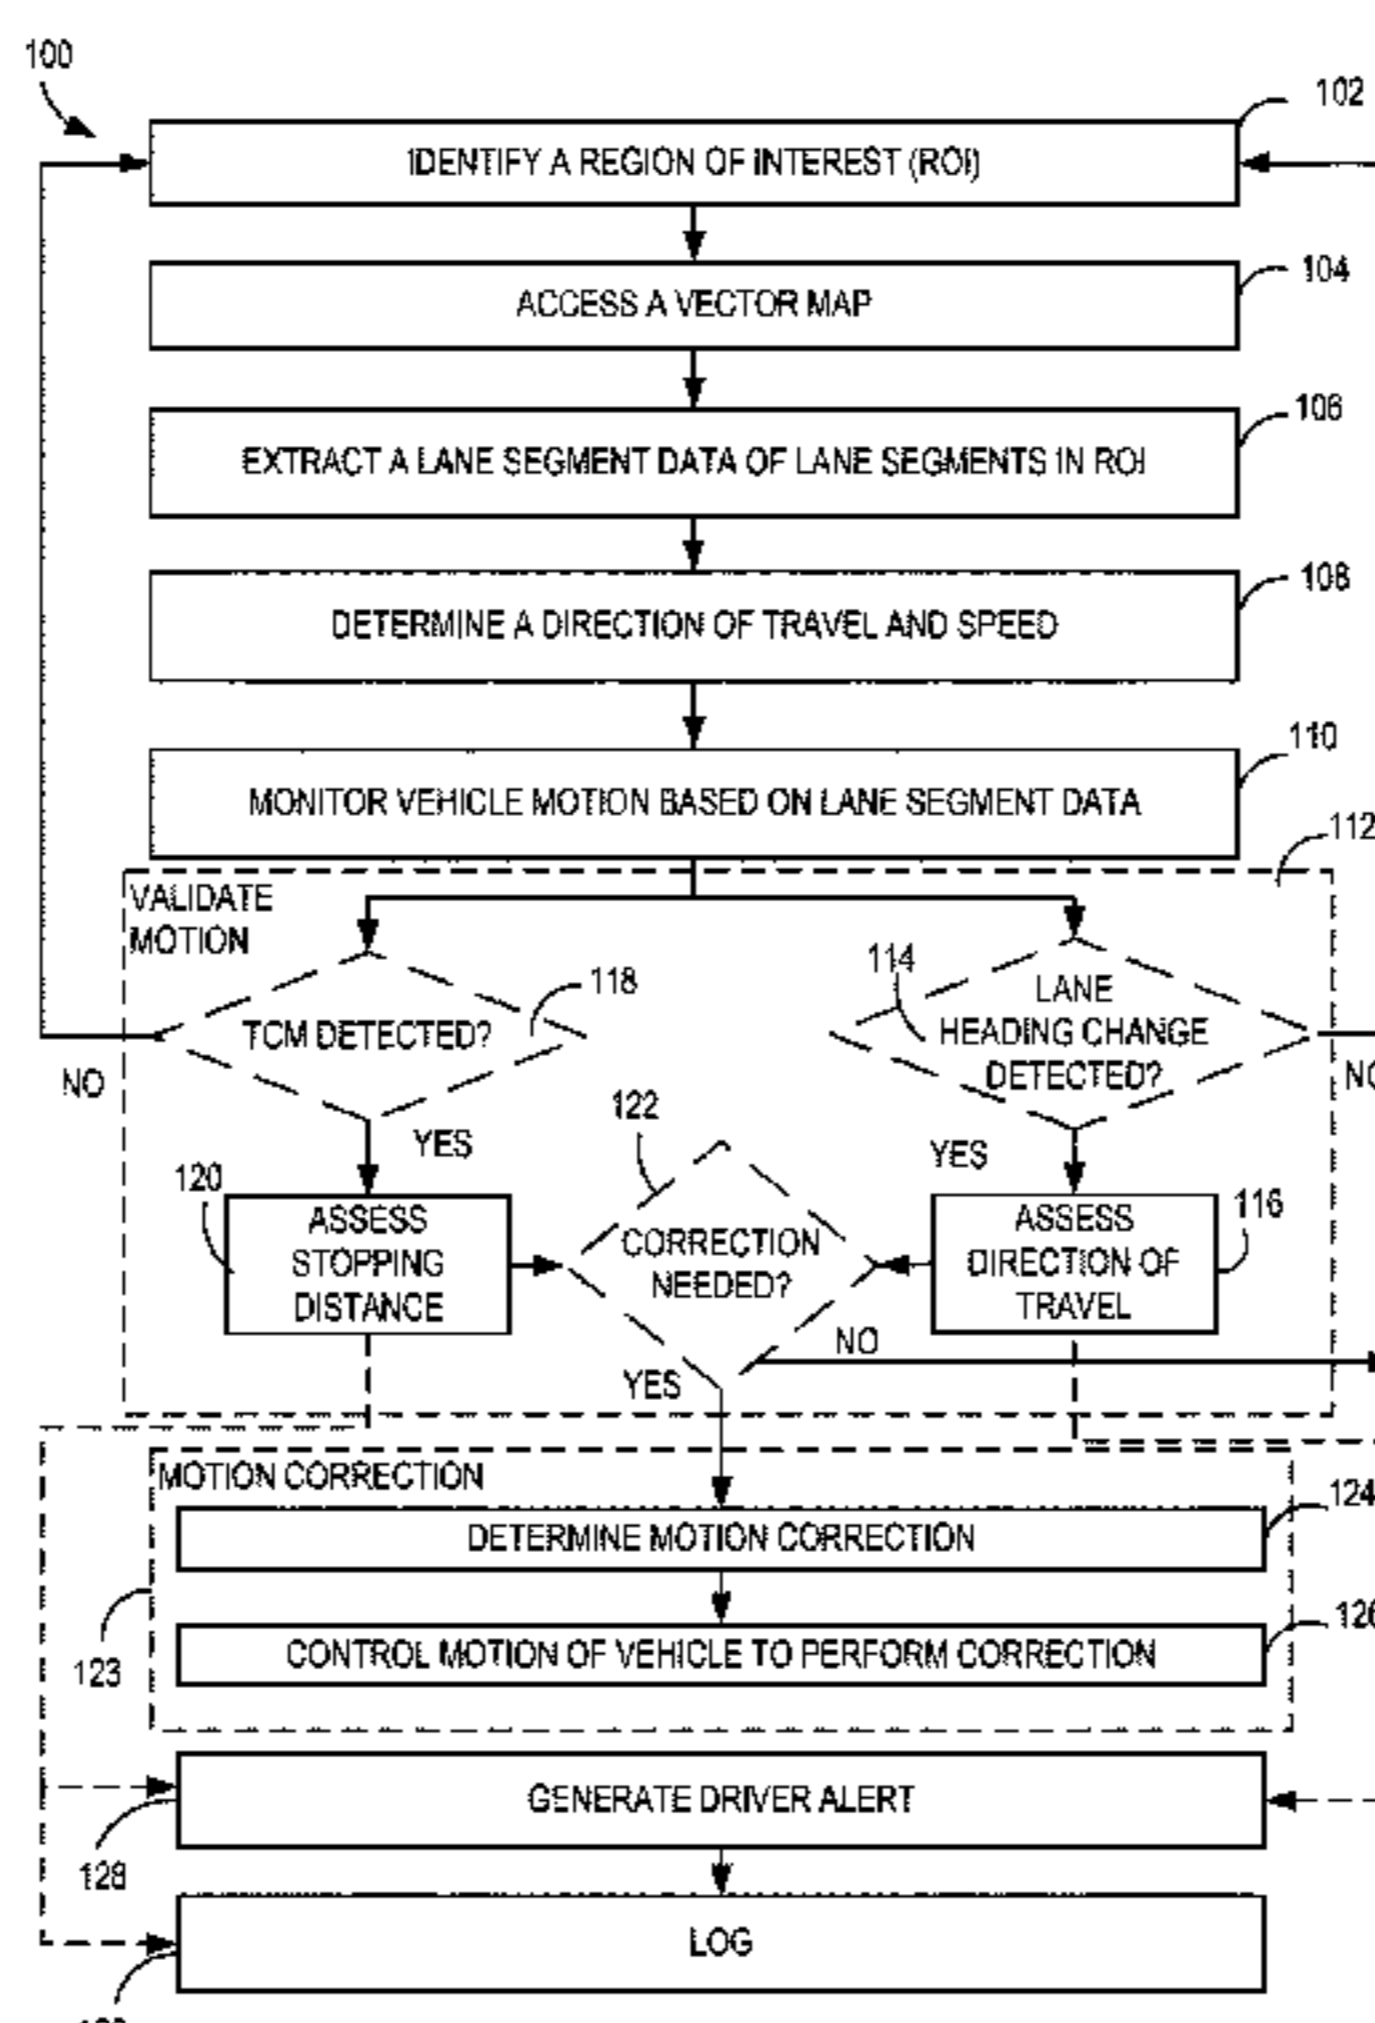 100
102
IDENTIFY A REGION OF INTEREST (ROI)
104
ACCESS A VECTOR MAP
106
EXTRACT A LANE SEGMENT DATA OF LANE SEGMENTS IN ROI
108
DETERMINE A DIRECTION OF TRAVEL AND SPEED
110
MONITOR VEHICLE MOTION BASED ON LANE SEGMENT DATA
112
VALIDATE
MOTION
118
TCM DETECTED?
NO
YES
114
LANE
HEADING CHANGE
DETECTED?
YES
120
ASSESS
STOPPING
DISTANCE
122
CORRECTION
NEEDED?
NO
YES
116
ASSESS
DIRECTION OF
TRAVEL
MOTION CORRECTION
124
DETERMINE MOTION CORRECTION
126
CONTROL MOTION OF VEHICLE TO PERFORM CORRECTION
123
GENERATE DRIVER ALERT
128
LOG